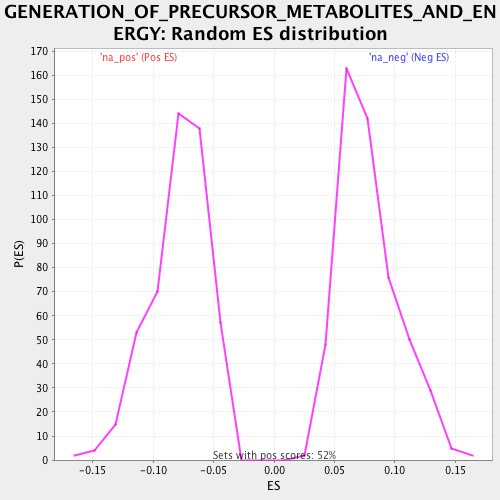 GENERATION_OF_PRECURSOR_METABOLITES_AND_EN
ERGY: Random ES distribution
'na_pos' (Pos ES)
'na_neg' (Neg ES)
170
160
150
140
130
120
110
100
90
80
70
60
50
40
30
20
10
0
P(ES)
Sets with pos scores: 52%
-0.15 -0.10 -0.05 0.00 0.05 0.10 0.15
ES